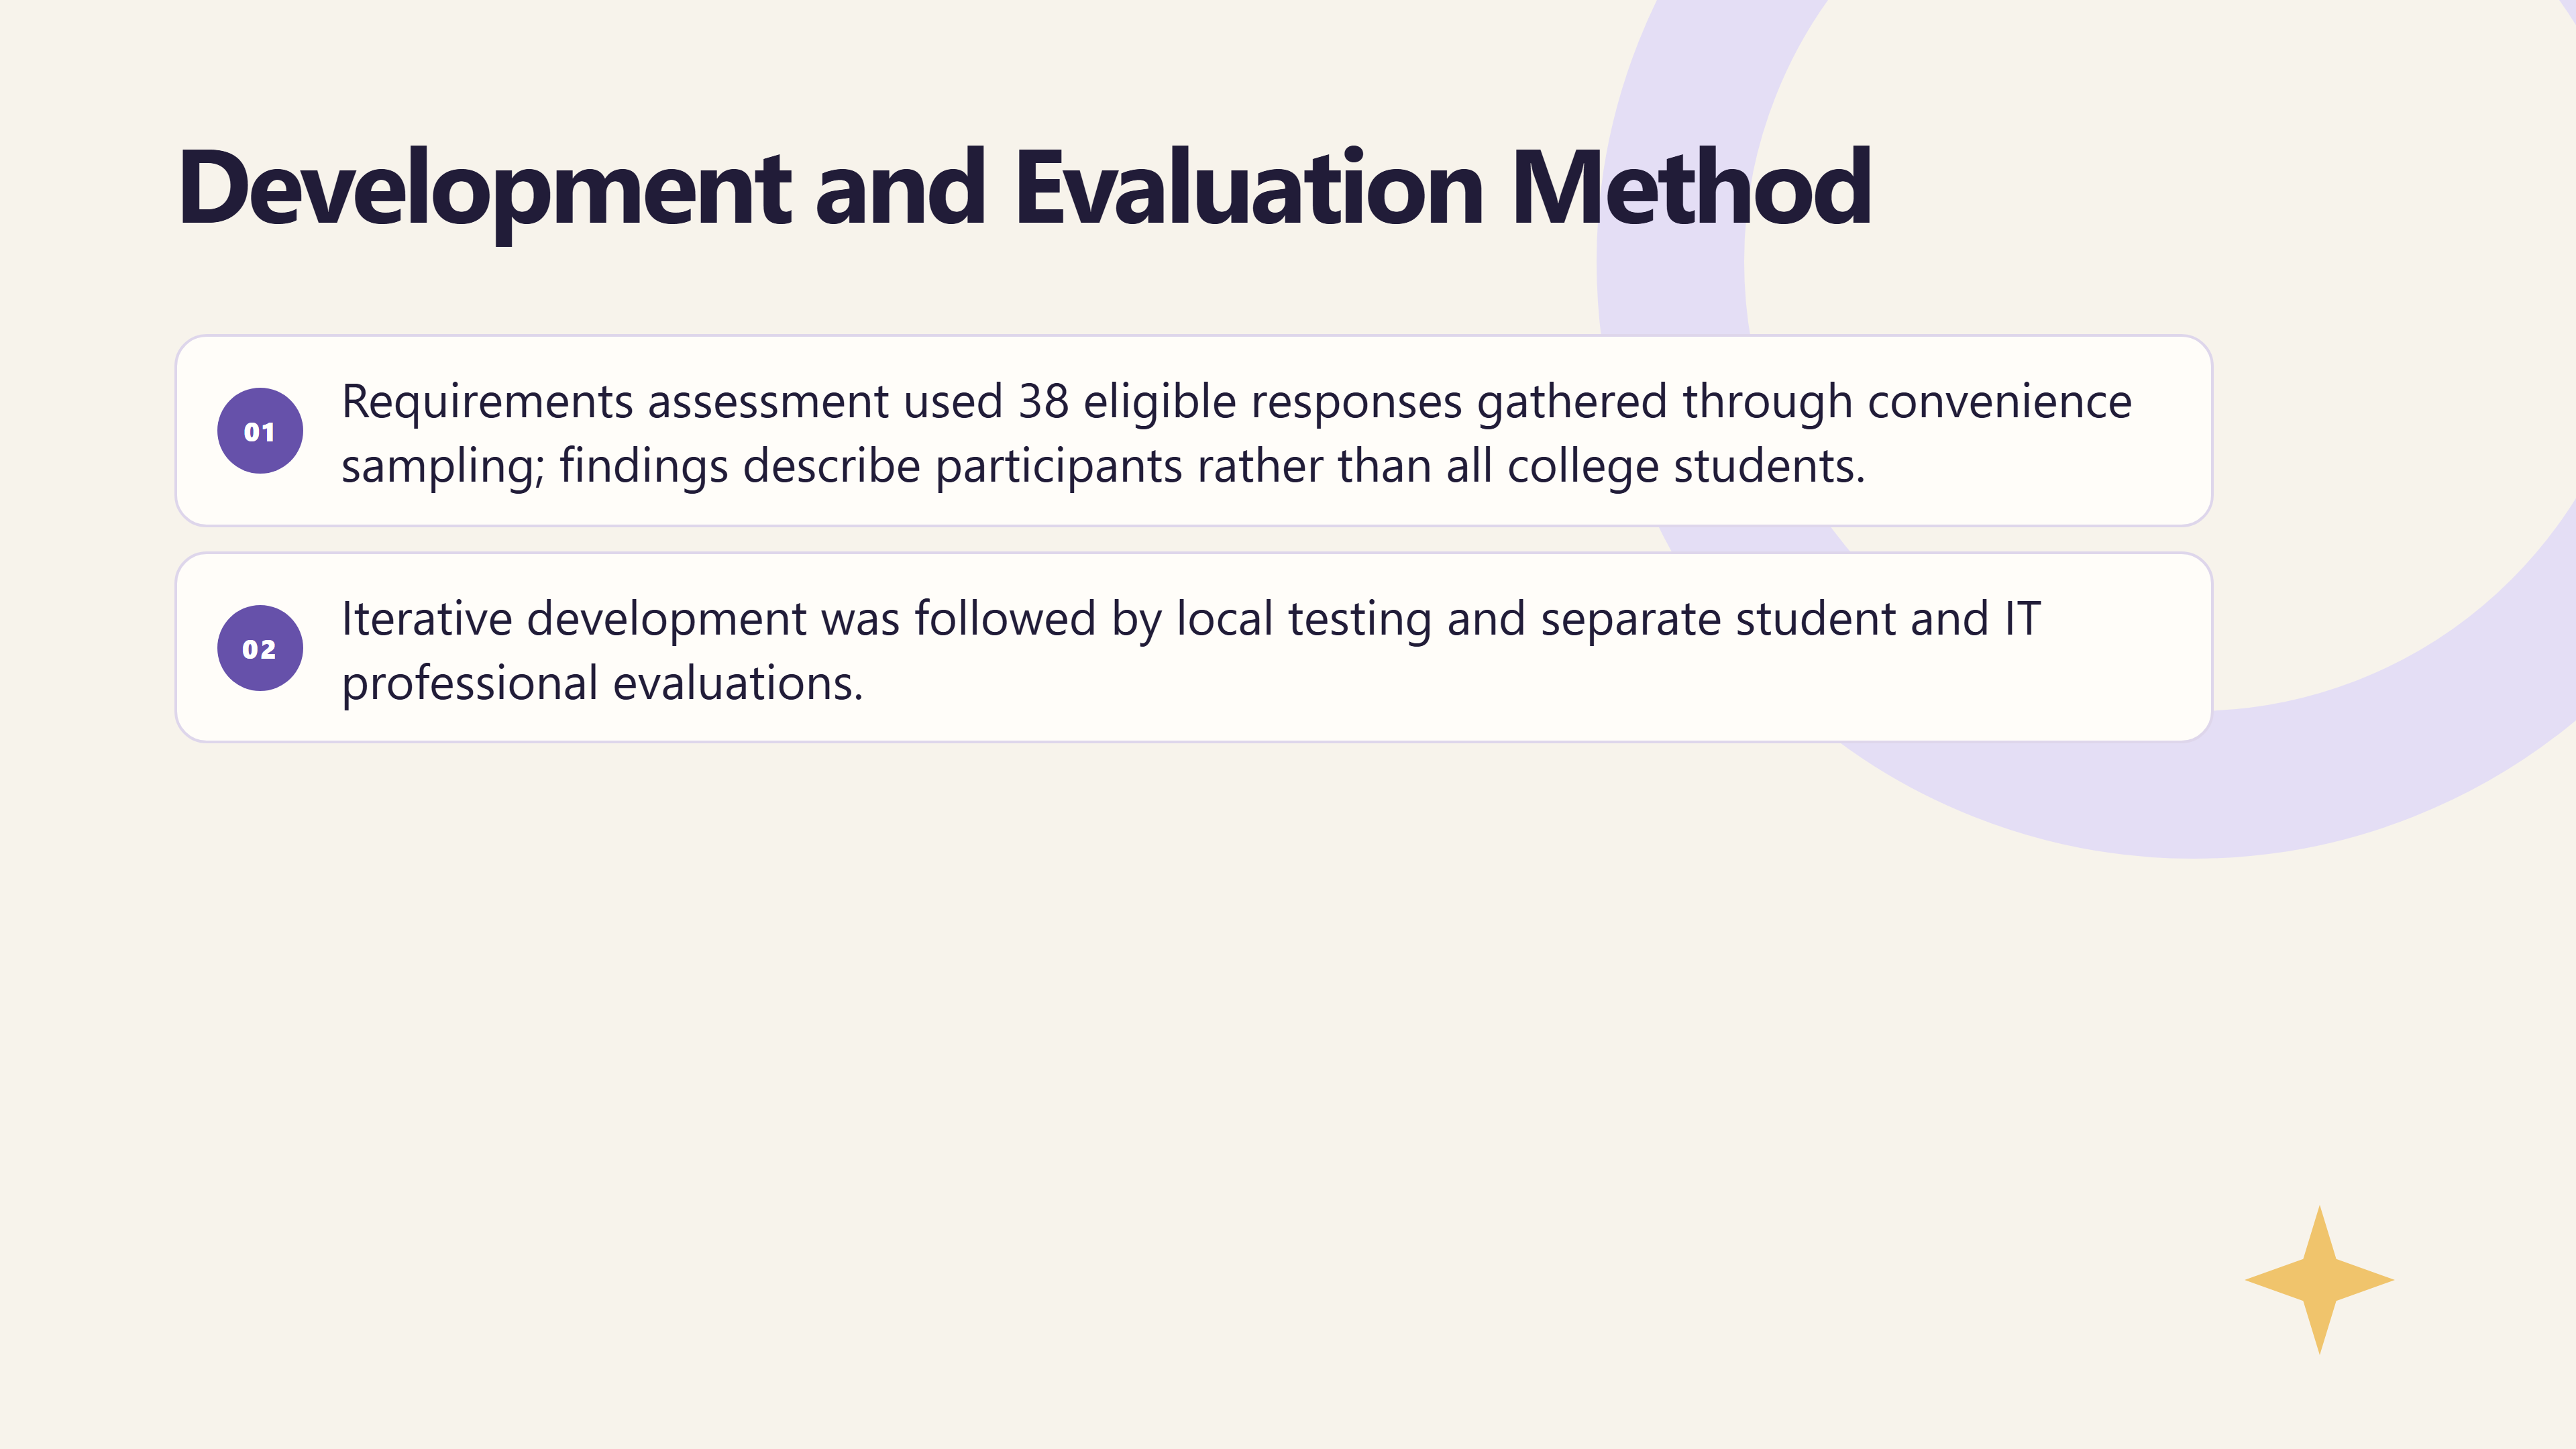 Development and Evaluation Method
01
Requirements assessment used 38 eligible responses gathered through convenience
sampling; findings describe participants rather than all college students.
02
Iterative development was followed by local testing and separate student and IT
professional evaluations.